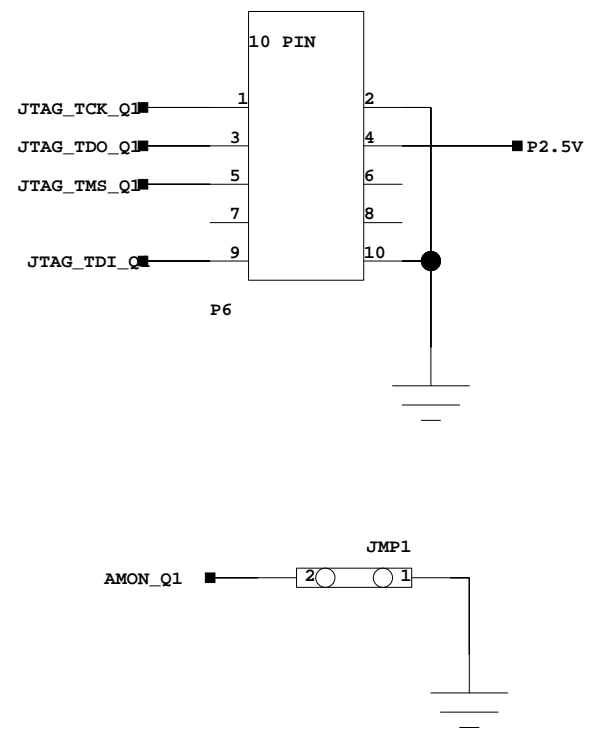 10 PIN
JTAG_TCK_Q1 1 2
JTAG_TDO_Q1 3 4 P2.5V
JTAG_TMS_Q1 5 6
7 8
JTAG_TDI_Q1 9 10
P6
JMP1
AMON_Q1 2 1